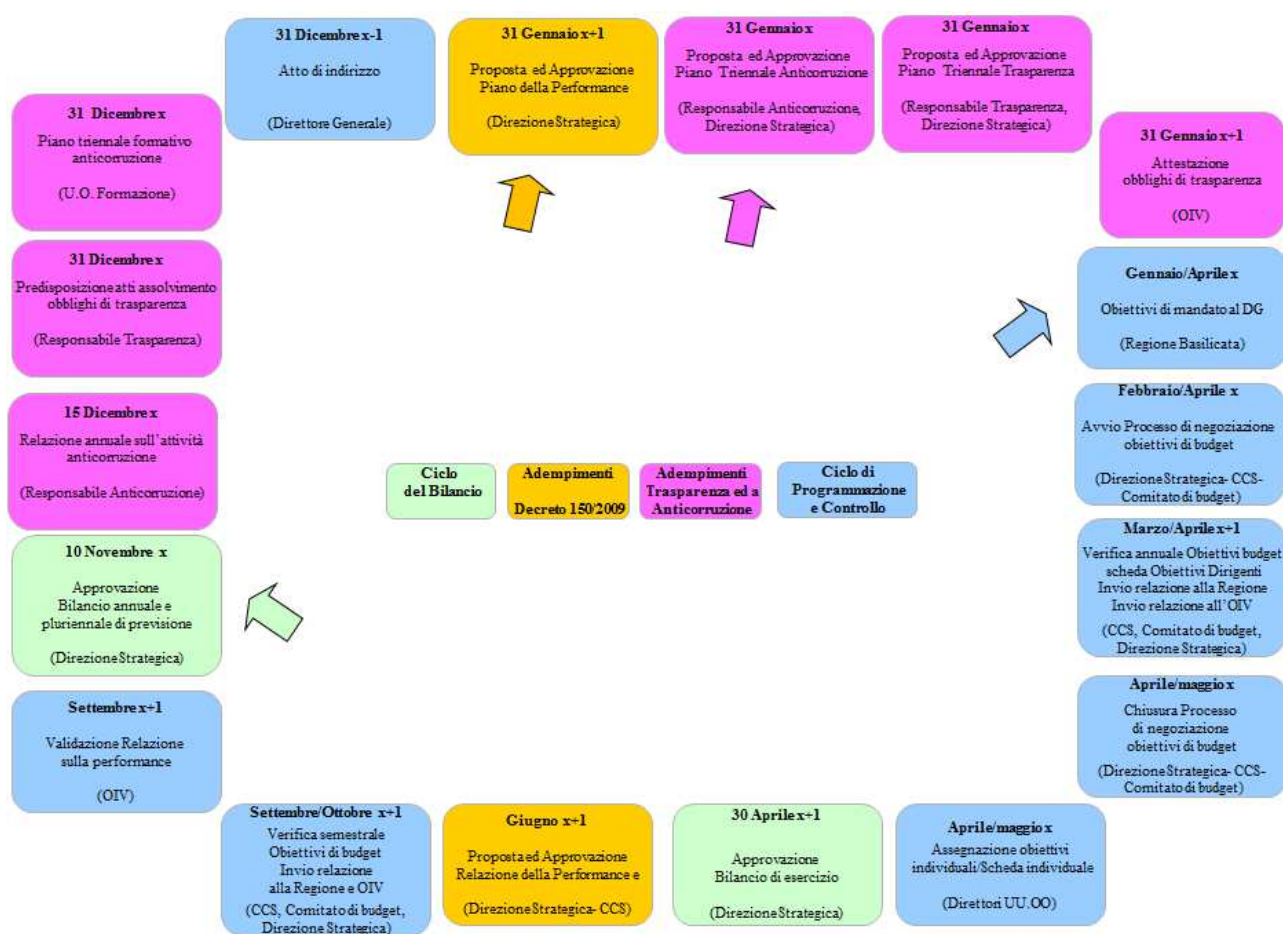 31 Dicembre x-1
Atto di indirizzo
(Direttore Generale)
31 Gennaio x+1
Proposta ed Approvazione
Piano della Performance
(Direzione Strategica)
31 Gennaio x
Proposta ed Approvazione
Piano Triennale Anticorruzione
(Responsabile Anticorruzione,
Direzione Strategica)
31 Gennaio x
Proposta ed Approvazione
Piano Triennale Trasparenza
(Responsabile Trasparenza,
Direzione Strategica)
31 Gennaio x+1
Attestazione
obblighi di trasparenza
(OIV)
Gennaio/Aprile x
Obiettivi di mandato al DG
(Regione Basilicata)
Febbraio/Aprile x
Avvio Processo di negoziazione
obiettivi di budget
(Direzione Strategica- CCS-
Comitato di budget)
Marzo/Aprile x+1
Verifica annuale Obiettivi budget
scheda Obiettivi Dirigenti
Invio relazione alla Regione
Invio relazione all'OIV
(CCS, Comitato di budget,
Direzione Strategica)
Aprile/maggio x
Chiusura Processo
di negoziazione
obiettivi di budget
(Direzione Strategica- CCS-
Comitato di budget)
Aprile/maggio x
Assegnazione obiettivi
individuali/Scheda individuale
(Direttori UU.OO)
30 Aprile x+1
Approvazione
Bilancio di esercizio
(Direzione Strategica)
Giugno x+1
Proposta ed Approvazione
Relazione della Performance e
(Direzione Strategica- CCS)
Settembre/Ottobre x+1
Verifica semestrale
Obiettivi di budget
Invio relazione
alla Regione e OIV
(CCS, Comitato di budget,
Direzione Strategica)
Settembre x+1
Validazione Relazione
sulla performance
(OIV)
10 Novembre x
Approvazione
Bilancio annuale e
pluriennale di previsione
(Direzione Strategica)
15 Dicembre x
Relazione annuale sull'attività
anticorruzione
(Responsabile Anticorruzione)
31 Dicembre x
Predisposizione atti assolvimento
obblighi di trasparenza
(Responsabile Trasparenza)
31 Dicembre x
Piano triennale formativo
anticorruzione
(U.O. Formazione)
Ciclo
del Bilancio
Adempimenti
Decreto 150/2009
Adempimenti
Trasparenza ed a
Anticorruzione
Ciclo di
Programmazione
e Controllo